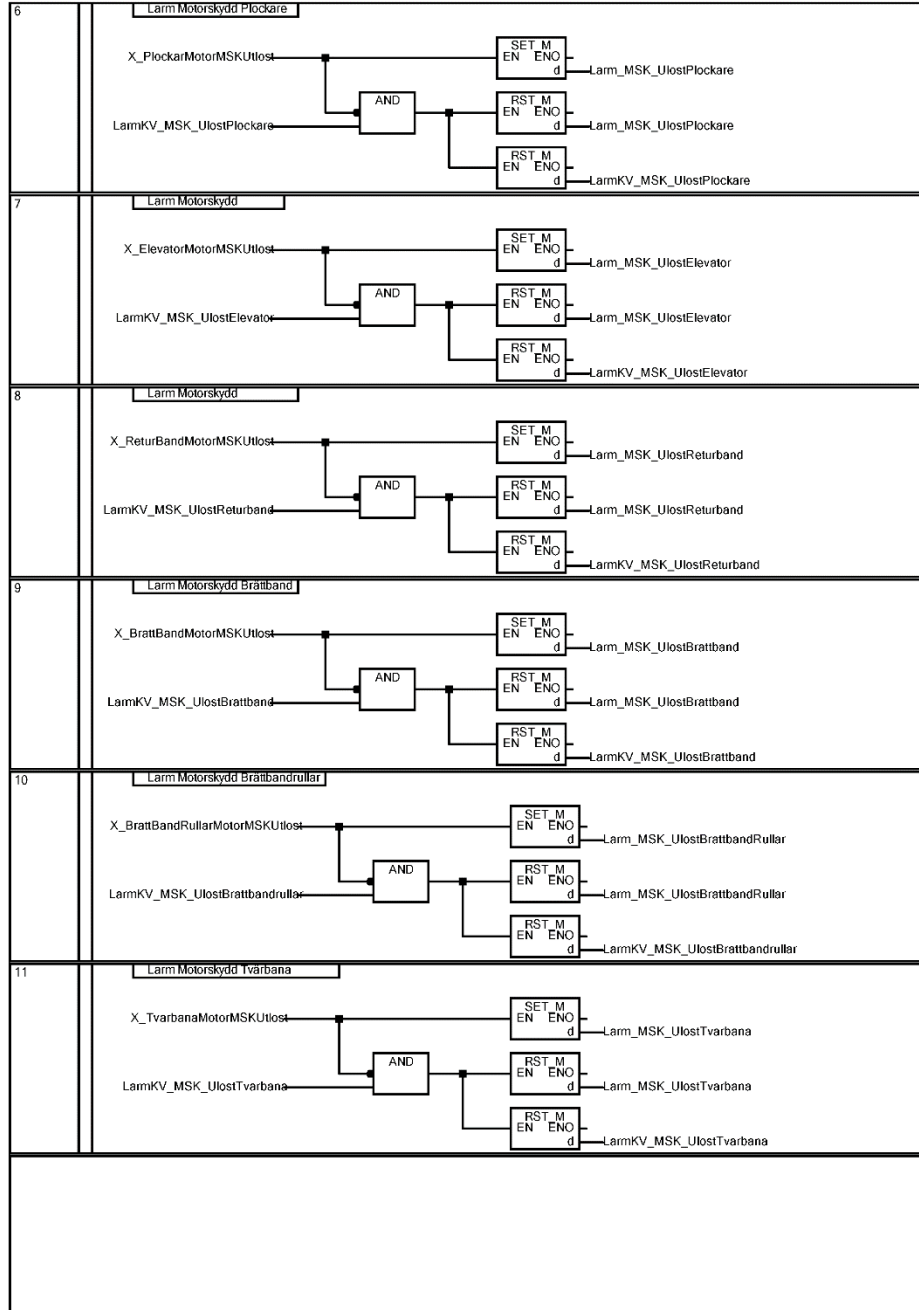 6
Larm Motorskydd Plockare
X_PlockarMotorMSKUtlost
SET_M
EN ENO
d
Larm_MSK_UlostPlockare
AND
LarmKV_MSK_UlostPlockare
RST_M
EN ENO
d
Larm_MSK_UlostPlockare
RST_M
EN ENO
d
LarmKV_MSK_UlostPlockare
7
Larm Motorskydd
X_ElevatorMotorMSKUtlost
SET_M
EN ENO
d
Larm_MSK_UlostElevator
AND
LarmKV_MSK_UlostElevator
RST_M
EN ENO
d
Larm_MSK_UlostElevator
RST_M
EN ENO
d
LarmKV_MSK_UlostElevator
8
Larm Motorskydd
X_ReturBandMotorMSKUtlost
SET_M
EN ENO
d
Larm_MSK_UlostReturband
AND
LarmKV_MSK_UlostReturband
RST_M
EN ENO
d
Larm_MSK_UlostReturband
RST_M
EN ENO
d
LarmKV_MSK_UlostReturband
9
Larm Motorskydd Brättband
X_BrattBandMotorMSKUtlost
SET_M
EN ENO
d
Larm_MSK_UlostBrattband
AND
LarmKV_MSK_UlostBrattband
RST_M
EN ENO
d
Larm_MSK_UlostBrattband
RST_M
EN ENO
d
LarmKV_MSK_UlostBrattband
10
Larm Motorskydd Brättbandrullar
X_BrattBandRullarMotorMSKUtlost
SET_M
EN ENO
d
Larm_MSK_UlostBrattbandRullar
AND
LarmKV_MSK_UlostBrattbandrullar
RST_M
EN ENO
d
Larm_MSK_UlostBrattbandRullar
RST_M
EN ENO
d
LarmKV_MSK_UlostBrattbandrullar
11
Larm Motorskydd Tvärbana
X_TvarbanaMotorMSKUtlost
SET_M
EN ENO
d
Larm_MSK_UlostTvarbana
AND
LarmKV_MSK_UlostTvarbana
RST_M
EN ENO
d
Larm_MSK_UlostTvarbana
RST_M
EN ENO
d
LarmKV_MSK_UlostTvarbana